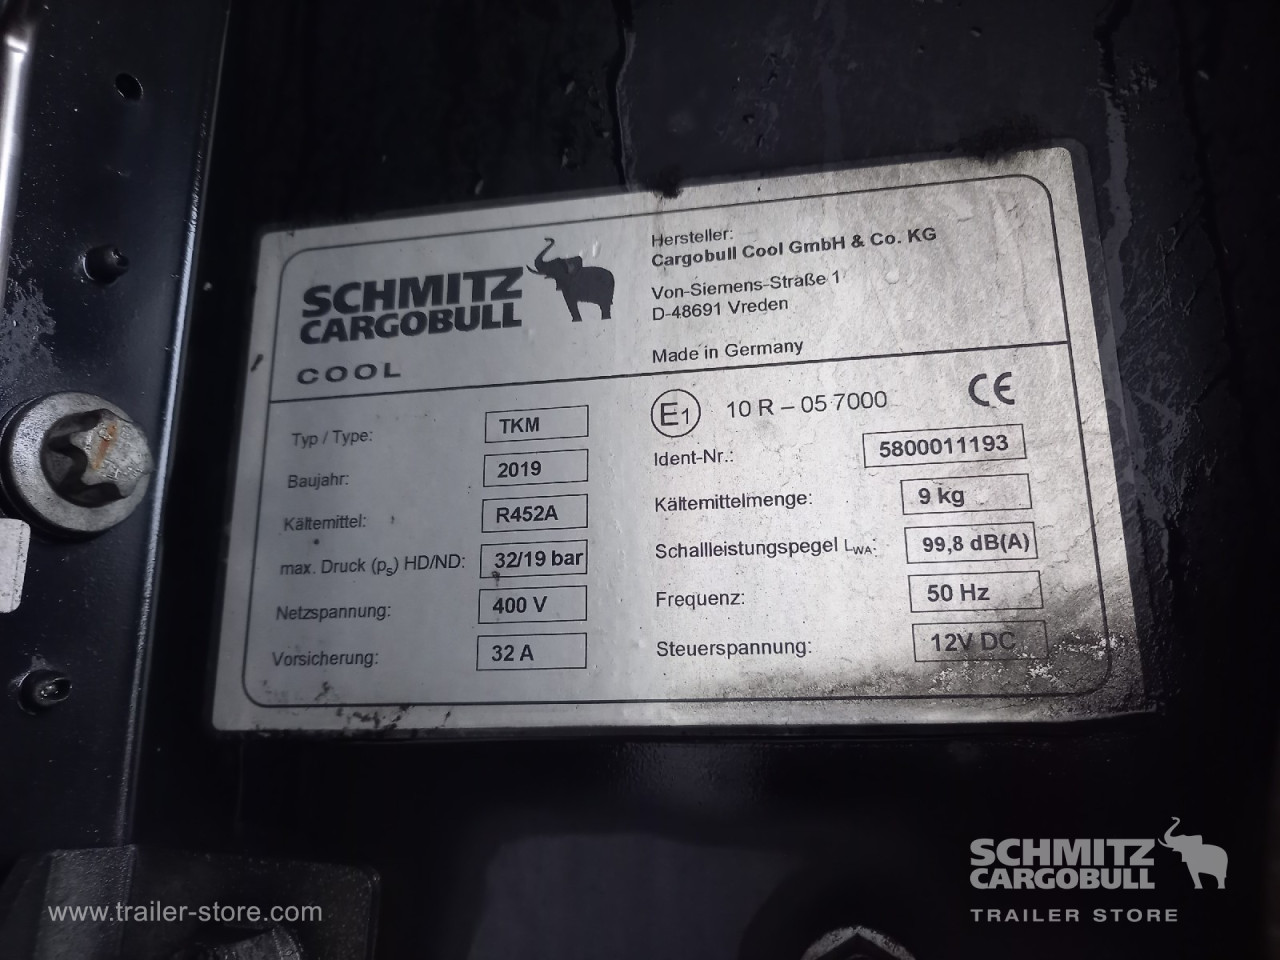 SCHMITZ
CARGOBULL
COOL
Hersteller:
Cargobull Cool GmbH & Co. KG
Von-Siemens-Straße 1
D-48691 Vreden
Made in Germany
Typ / Type: TKM
Baujahr: 2019
Kältemittel: R452A
max. Druck (ps) HD/ND: 32/19 bar
Netzspannung: 400 V
Vorsicherung: 32 A
E1 10 R – 05 7000 CE
Ident-Nr.: 5800011193
Kältemittelmenge: 9 kg
Schallleistungspegel LWA: 99,8 dB(A)
Frequenz: 50 Hz
Steuerspannung: 12V DC
www.trailer-store.com
SCHMITZ
CARGOBULL
TRAILER STORE